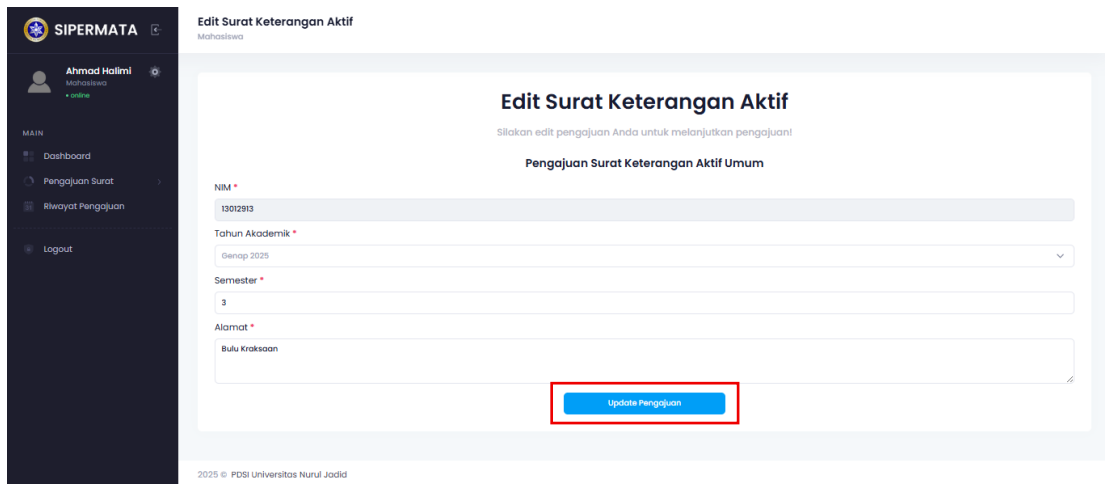 SIPERMATA
Ahmad Halimi
Mahasiswa
• online
MAIN
Dashboard
Pengajuan Surat
Riwayat Pengajuan
Logout
Edit Surat Keterangan Aktif
Mahasiswa
Edit Surat Keterangan Aktif
Silakan edit pengajuan Anda untuk melanjutkan pengajuan!
Pengajuan Surat Keterangan Aktif Umum
NIM *
13012913
Tahun Akademik *
Genap 2025
Semester *
3
Alamat *
Bulu Kraksaan
Update Pengajuan
2025 © PDSI Universitas Nurul Jadid